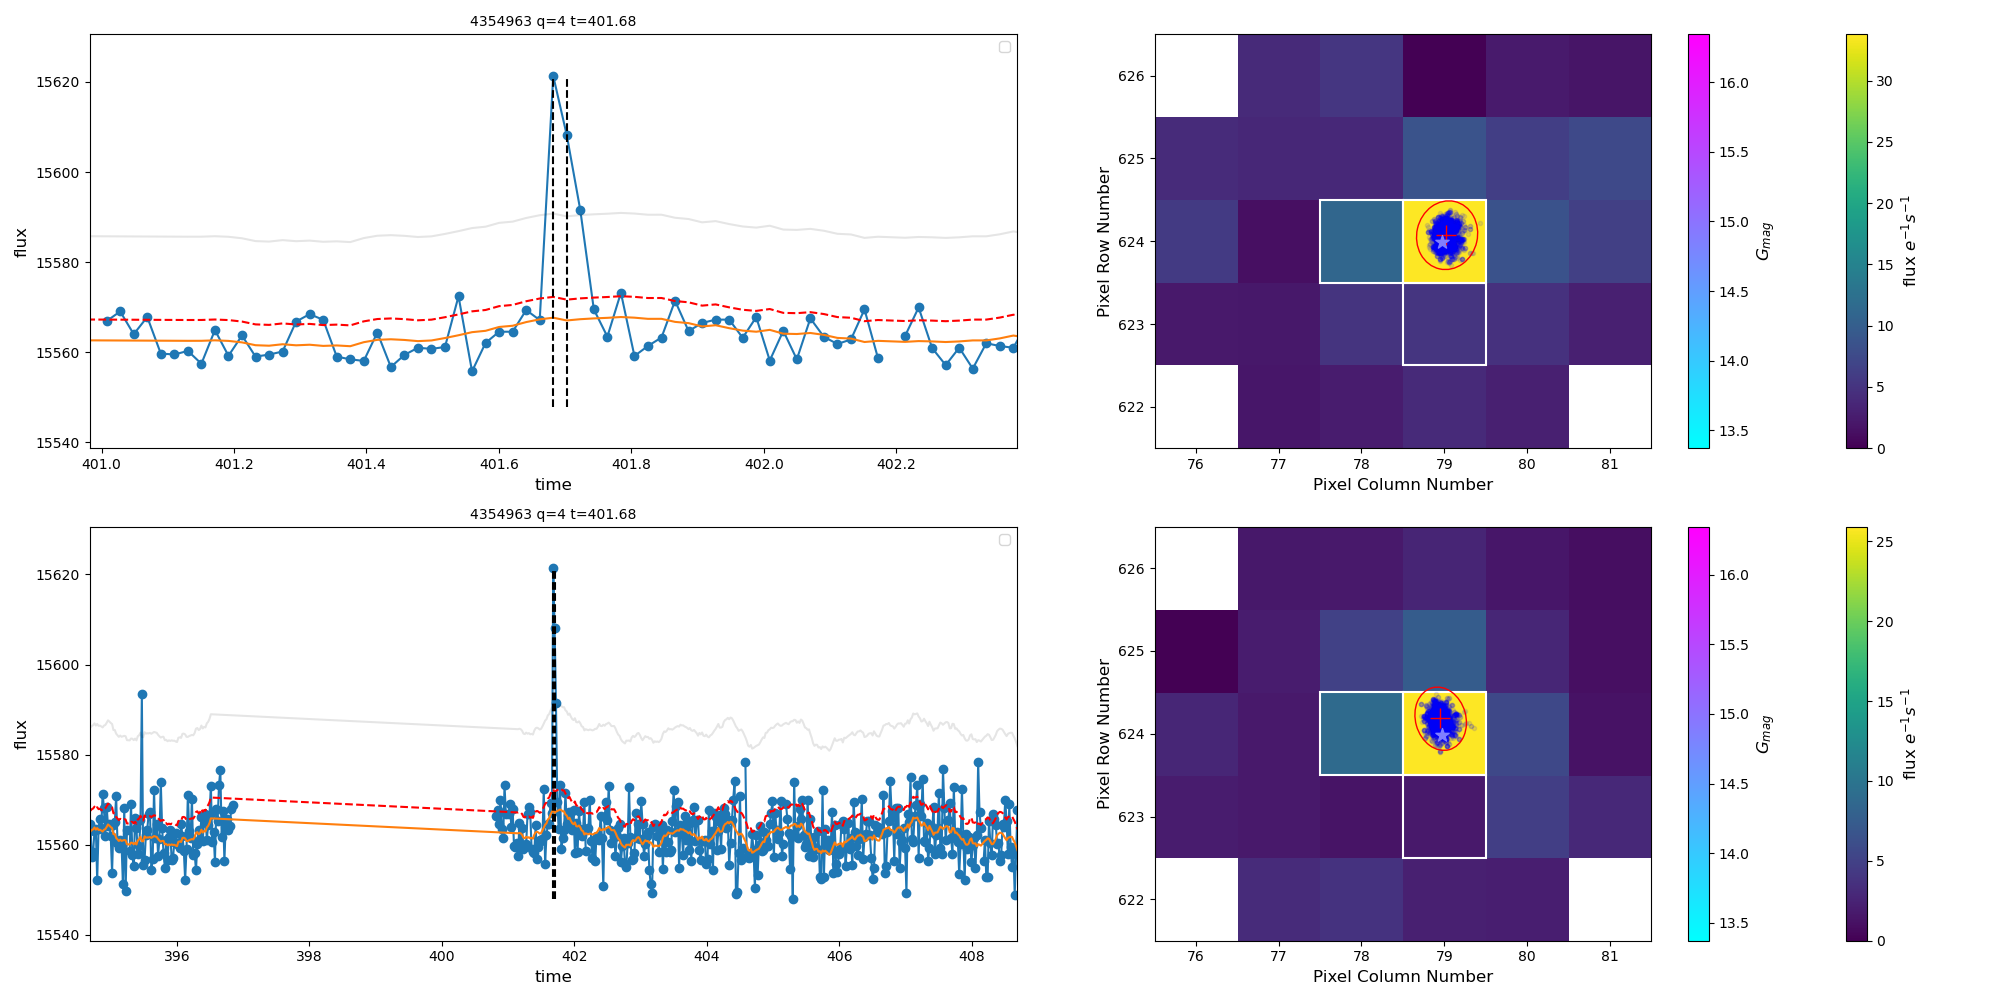 4354963 q=4 t=401.68
flux
15620
15600
15580
15560
15540
401.0 401.2 401.4 401.6 401.8 402.0 402.2
time
Pixel Row Number
626
625
624
623
622
76 77 78 79 80 81
Pixel Column Number
16.0
15.5
15.0
14.5
14.0
13.5
G_mag
30
25
20
15
10
5
0
flux e⁻¹s⁻¹
4354963 q=4 t=401.68
flux
15620
15600
15580
15560
15540
396 398 400 402 404 406 408
time
Pixel Row Number
626
625
624
623
622
76 77 78 79 80 81
Pixel Column Number
16.0
15.5
15.0
14.5
14.0
13.5
G_mag
25
20
15
10
5
0
flux e⁻¹s⁻¹